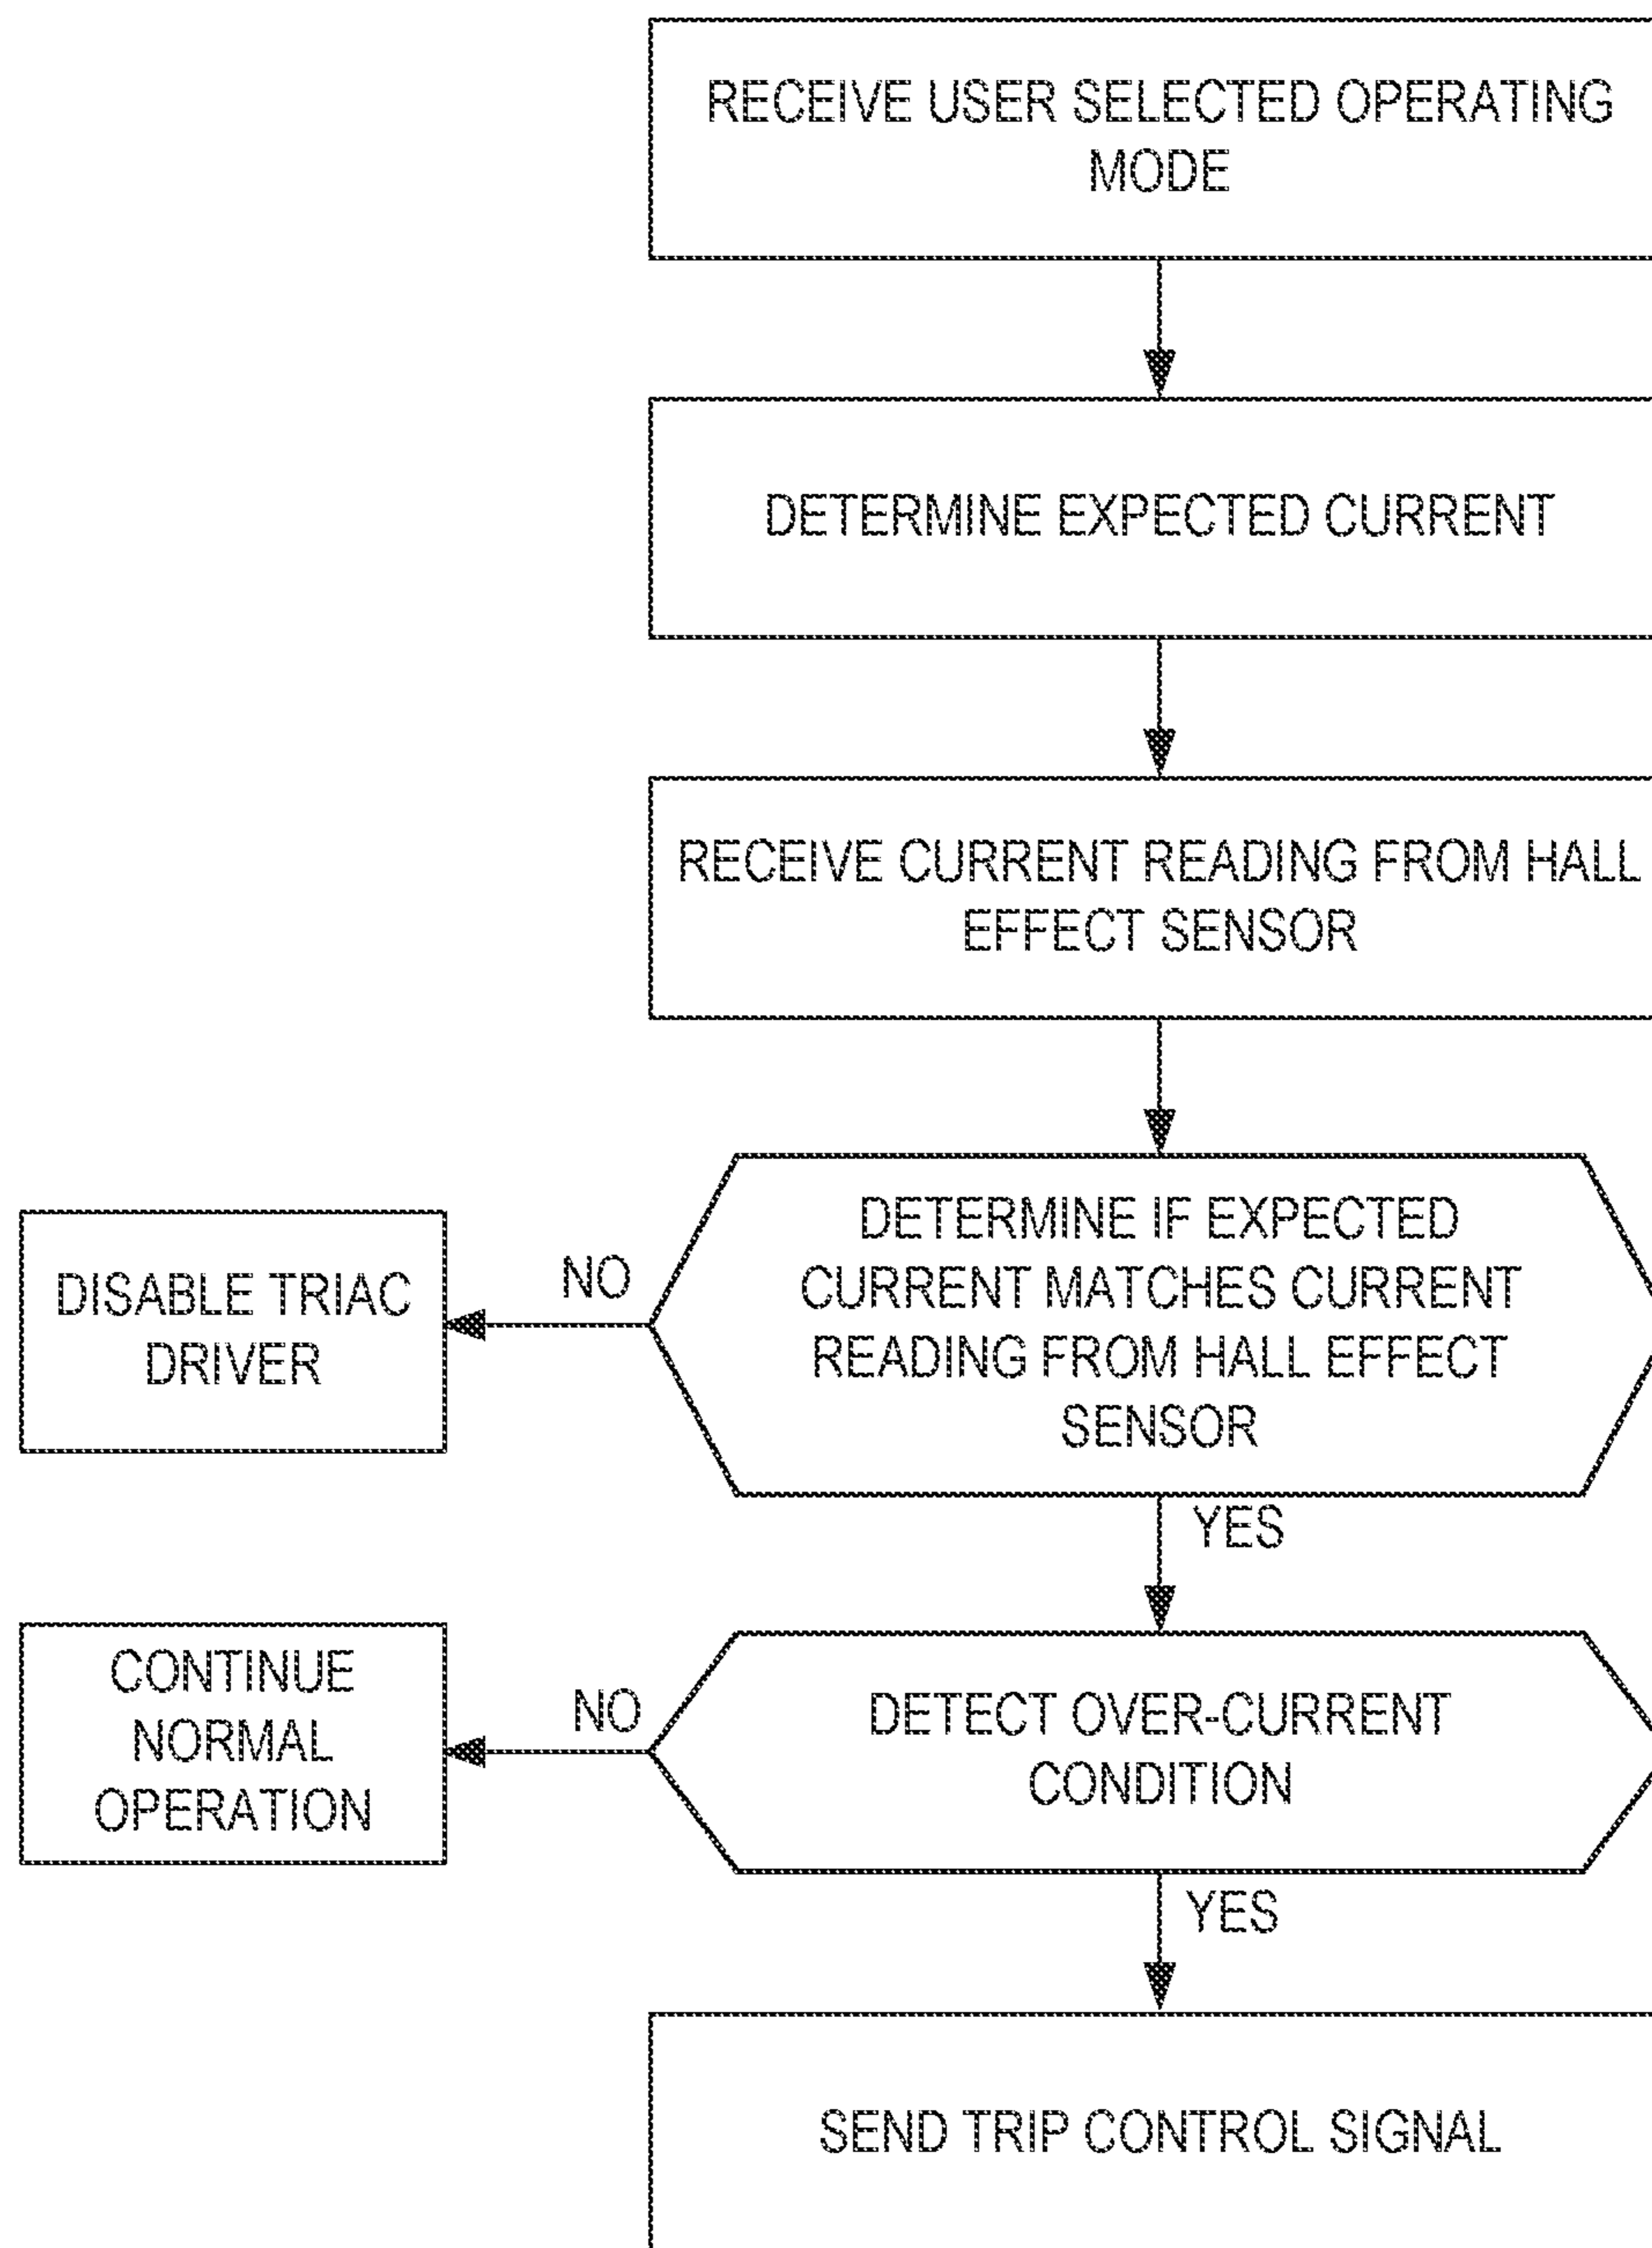 RECEIVE USER SELECTED OPERATING
MODE
DETERMINE EXPECTED CURRENT
RECEIVE CURRENT READING FROM HALL
EFFECT SENSOR
DETERMINE IF EXPECTED
CURRENT MATCHES CURRENT
READING FROM HALL EFFECT
SENSOR
NO
DISABLE TRIAC
DRIVER
YES
DETECT OVER-CURRENT
CONDITION
NO
CONTINUE
NORMAL
OPERATION
YES
SEND TRIP CONTROL SIGNAL